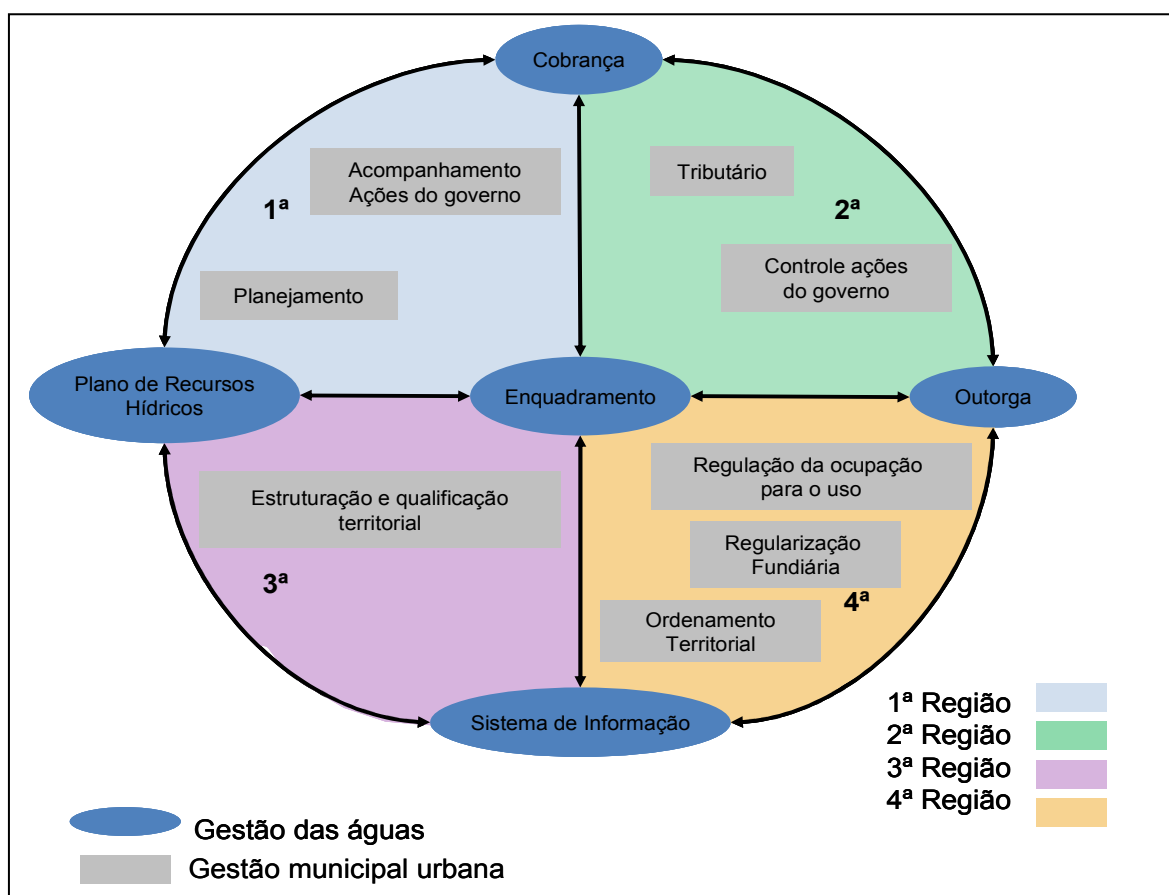 Cobrança
Acompanhamento
Ações do governo
1ª
Planejamento
Tributário
2ª
Controle ações
do governo
Plano de Recursos
Hídricos
Enquadramento
Outorga
Estruturação e qualificação
territorial
3ª
Regulação da ocupação
para o uso
Regularização
Fundiária
4ª
Ordenamento
Territorial
Sistema de Informação
1ª Região
2ª Região
3ª Região
4ª Região
Gestão das águas
Gestão municipal urbana